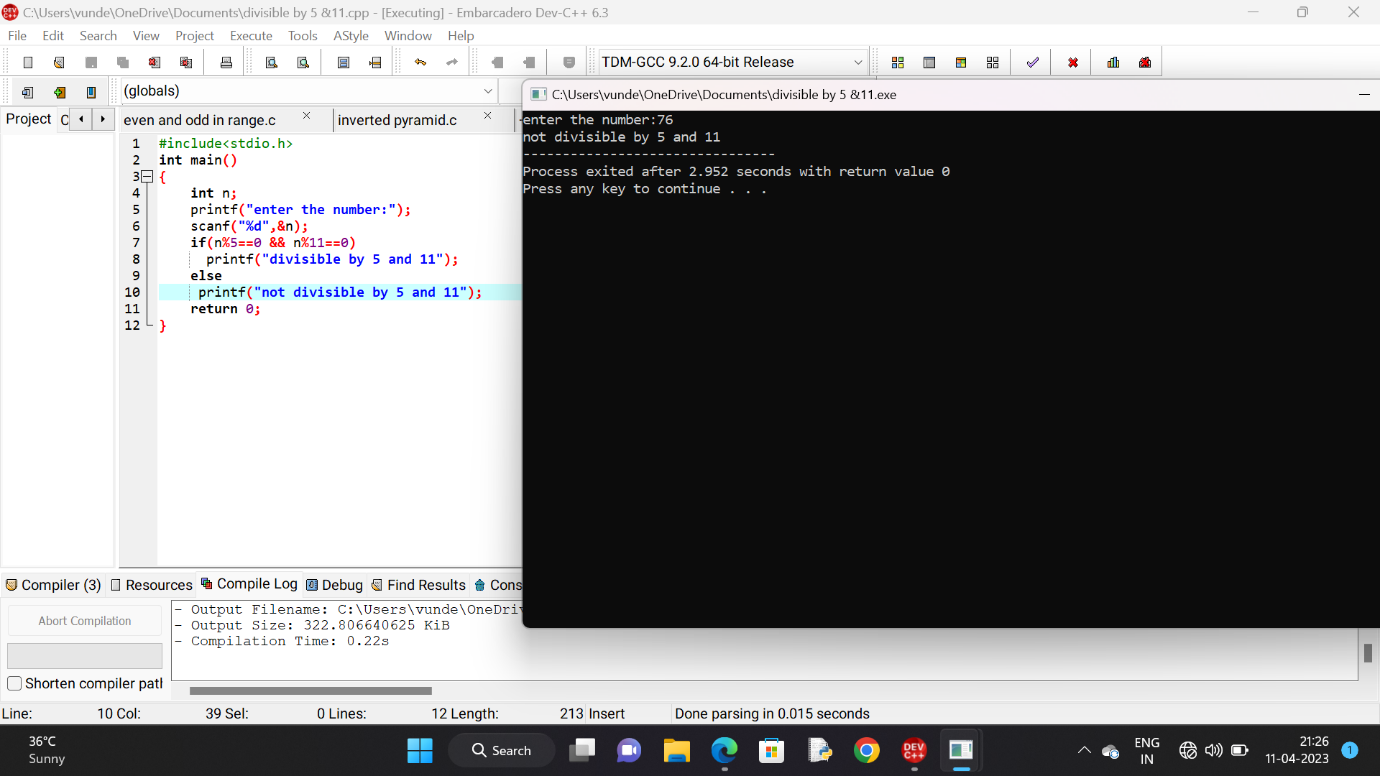 C:\Users\vunde\OneDrive\Documents\divisible by 5 &11.cpp - [Executing] - Embarcadero Dev-C++ 6.3
File Edit Search View Project Execute Tools AStyle Window Help
TDM-GCC 9.2.0 64-bit Release
(globals)
C:\Users\vunde\OneDrive\Documents\divisible by 5 &11.exe
Project C even and odd in range.c inverted pyramid.c
enter the number:76
not divisible by 5 and 11
--------------------------------
Process exited after 2.952 seconds with return value 0
Press any key to continue . . .
1 #include<stdio.h>
2 int main()
3 {
4 int n;
5 printf("enter the number:");
6 scanf("%d",&n);
7 if(n%5==0 && n%11==0)
8 printf("divisible by 5 and 11");
9 else
10 printf("not divisible by 5 and 11");
11 return 0;
12 }
Compiler (3) Resources Compile Log Debug Find Results Cons
Abort Compilation
- Output Filename: C:\Users\vunde\OneDriv
- Output Size: 322.806640625 KiB
- Compilation Time: 0.22s
Shorten compiler path
Line: 10 Col: 39 Sel: 0 Lines: 12 Length: 213 Insert Done parsing in 0.015 seconds
36°C
Sunny
Search
DEV C++
ENG
IN
21:26
11-04-2023
1